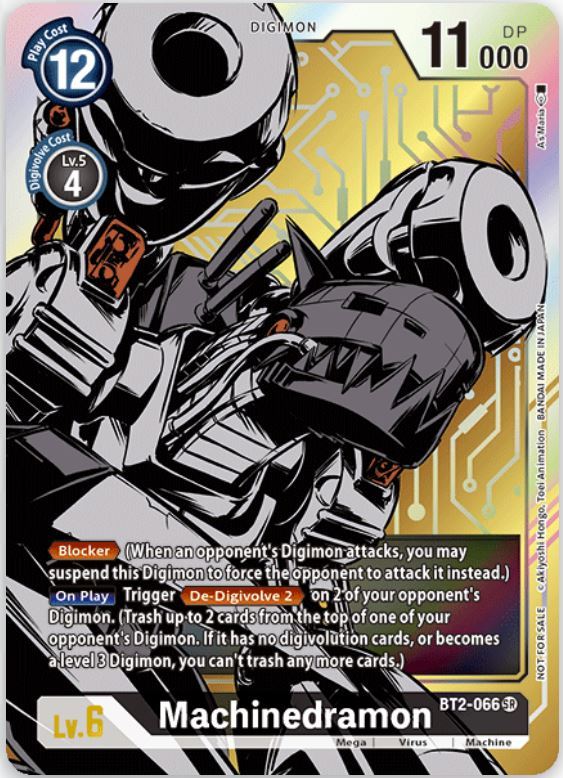 DIGIMON
Play Cost
12
11000
DP
Digivolve Cost
Lv.5
4
As'Maria
Blocker (When an opponent's Digimon attacks, you may
suspend this Digimon to force the opponent to attack it instead.)
On Play Trigger De-Digivolve 2 on 2 of your opponent's
Digimon. (Trash up to 2 cards from the top of one of your
opponent's Digimon. If it has no digivolution cards, or becomes
a level 3 Digimon, you can't trash any more cards.)
NOT FOR SALE ©Akiyoshi Hongo, Toei Animation BANDAI MADE IN JAPAN
BT2-066 SR
Lv.6
Machinedramon
Mega | Virus | Machine